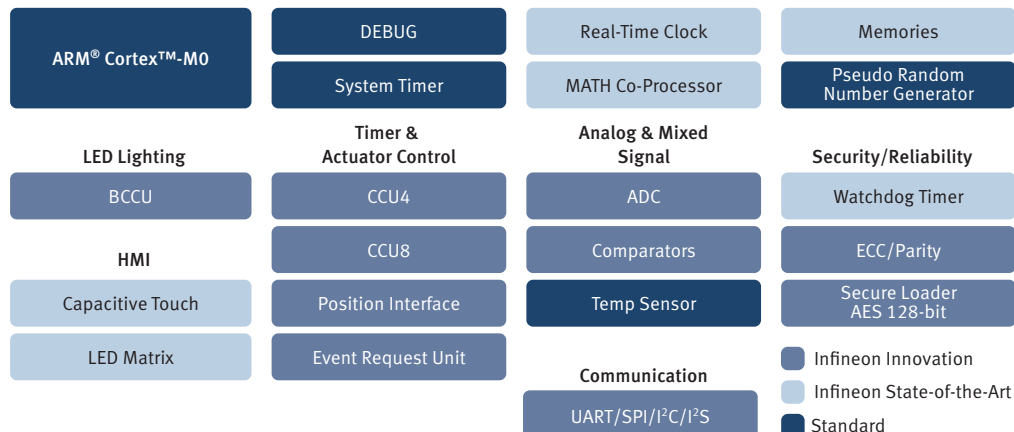 ARM® Cortex™-M0
DEBUG
System Timer
Real-Time Clock
MATH Co-Processor
Memories
Pseudo Random
Number Generator
LED Lighting
BCCU
HMI
Capacitive Touch
LED Matrix
Timer &
Actuator Control
CCU4
CCU8
Position Interface
Event Request Unit
Analog & Mixed
Signal
ADC
Comparators
Temp Sensor
Communication
UART/SPI/I²C/I²S
Security/Reliability
Watchdog Timer
ECC/Parity
Secure Loader
AES 128-bit
Infineon Innovation
Infineon State-of-the-Art
Standard